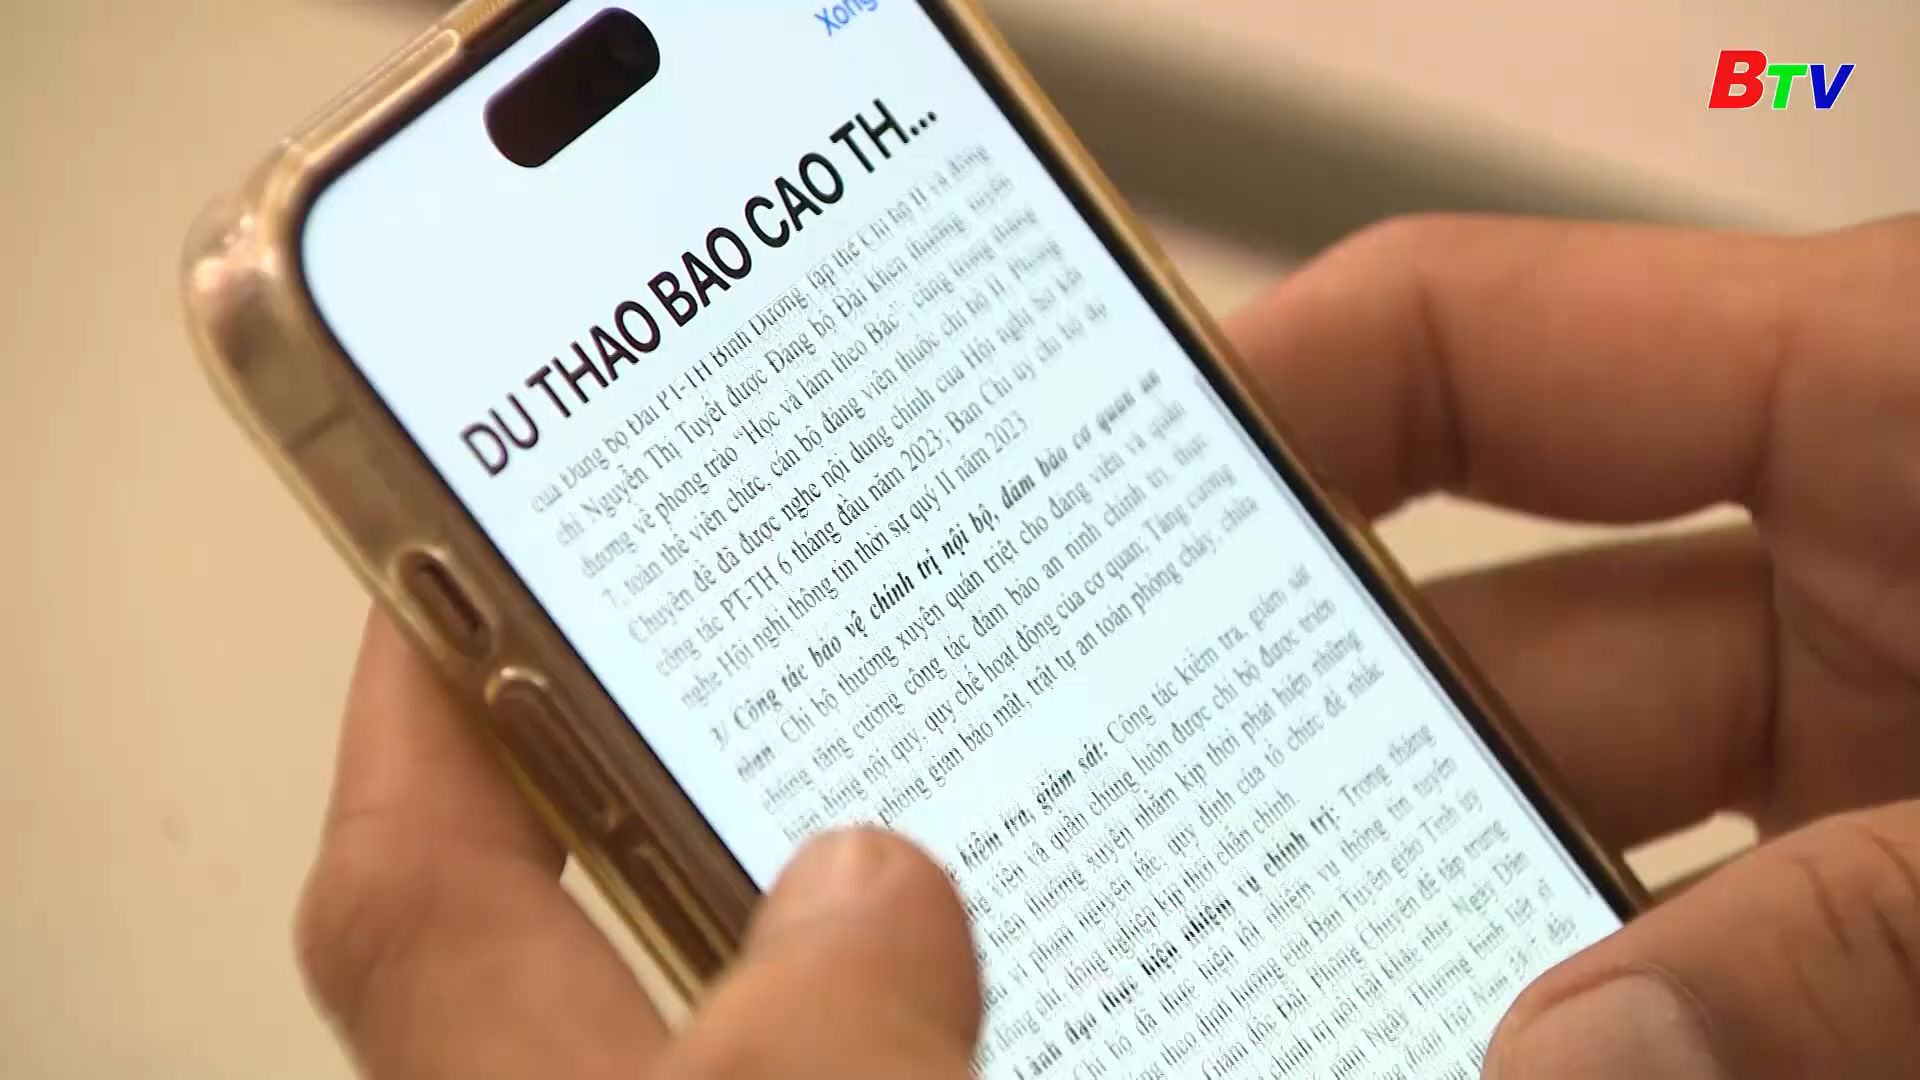 BTV
Xong
DU THAO BAO CAO TH...
của Đảng bộ Đài PT-TH Bình Dương, tập thể Chi bộ II và đồng
chí Nguyễn Thị Tuyết được Đảng bộ Đài khen thưởng tuyên
dương về phong trào “Học và làm theo Bác”, cũng trong tháng
7, toàn thể viên chức, cán bộ đảng viên thuộc chi bộ II, Phòng
Chuyên đề đã được nghe nội dung chính của Hội nghị Sơ kết
công tác PT-TH 6 tháng đầu năm 2023; Ban Chi uỷ chi bộ dự
nghe Hội nghị thông tin thời sự quý II năm 2023.
3/ Công tác bảo vệ chính trị nội bộ, đảm bảo cơ quan an
toàn: Chi bộ thường xuyên quán triệt cho đảng viên và quần
chúng tăng cường công tác đảm bảo an ninh chính trị, thực
hiện đúng nội quy, quy chế hoạt động của cơ quan; Tăng cường
phòng gian bảo mật, trật tự an toàn phòng cháy, chữa
kiểm tra, giám sát: Công tác kiểm tra, giám sát
viên và quần chúng luôn được chi bộ được triển
hiện thường xuyên nhằm kịp thời phát hiện những
vi phạm nguyên tắc, quy định của tổ chức để nhắc
đồng chí, đồng nghiệp kịp thời chấn chỉnh.
Lãnh đạo thực hiện nhiệm vụ chính trị: Trong tháng
Chi bộ đã thực hiện tốt nhiệm vụ thông tin tuyên
theo định hướng của Ban Tuyên giáo Tỉnh ủy
Giám đốc Đài. Phòng Chuyên đề tập trung
chính trị nổi bật khác như: Ngày Dân
năm Ngày Thương binh liệt sĩ
Việt Nam 28/7 đầy